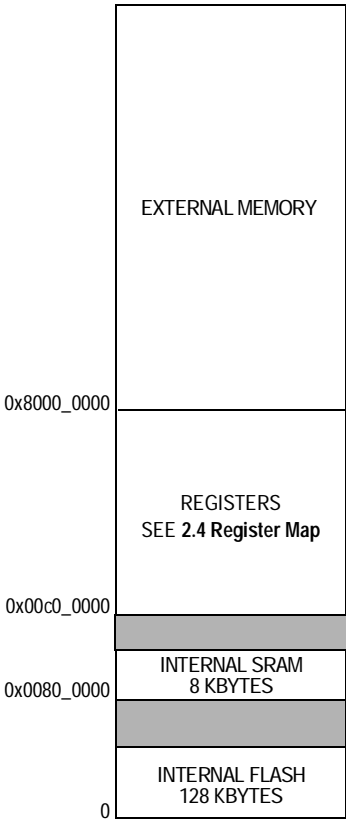 EXTERNAL MEMORY
0x8000_0000
REGISTERS
SEE 2.4 Register Map
0x00c0_0000
INTERNAL SRAM
8 KBYTES
0x0080_0000
INTERNAL FLASH
128 KBYTES
0